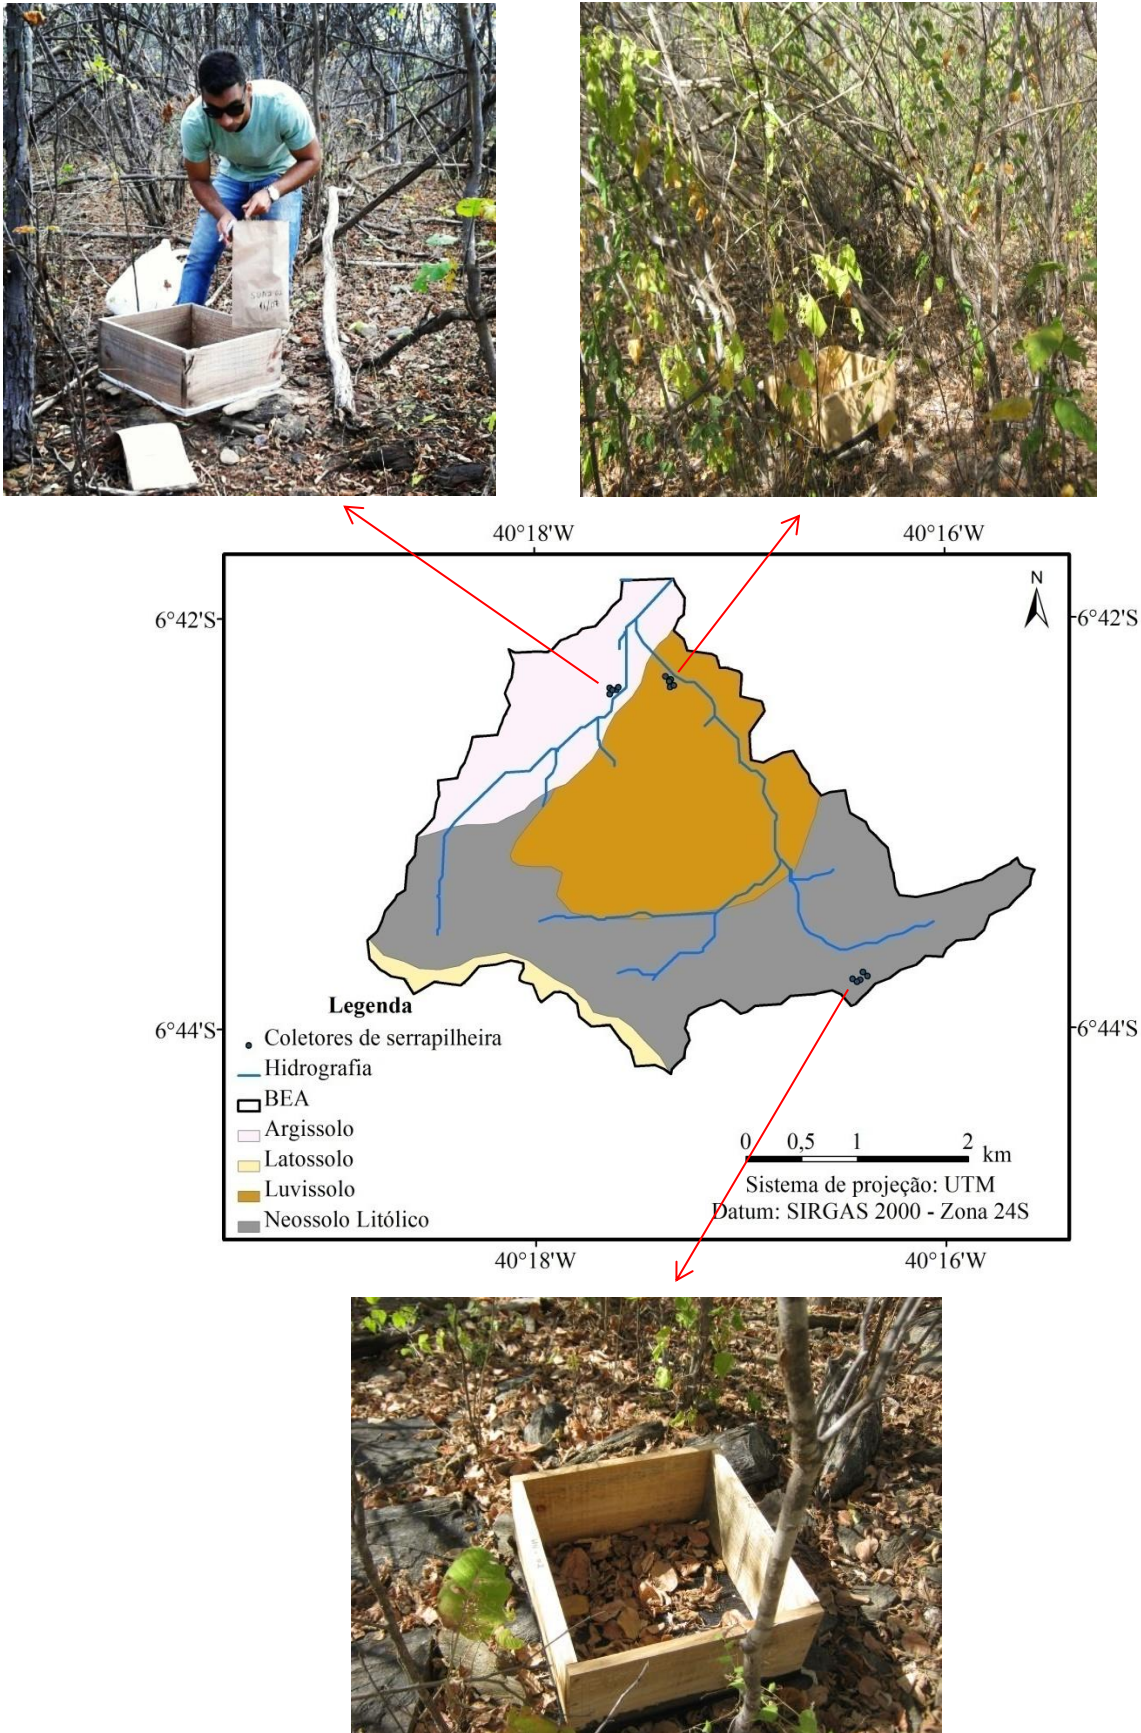 11/17
40°18'W
40°16'W
N
6°42'S
6°42'S
6°44'S
6°44'S
Legenda
Coletores de serrapilheira
Hidrografia
BEA
Argissolo
Latossolo
Luvissolo
Neossolo Litólico
0 0,5 1 2 km
Sistema de projeção: UTM
Datum: SIRGAS 2000 - Zona 24S
40°18'W
40°16'W